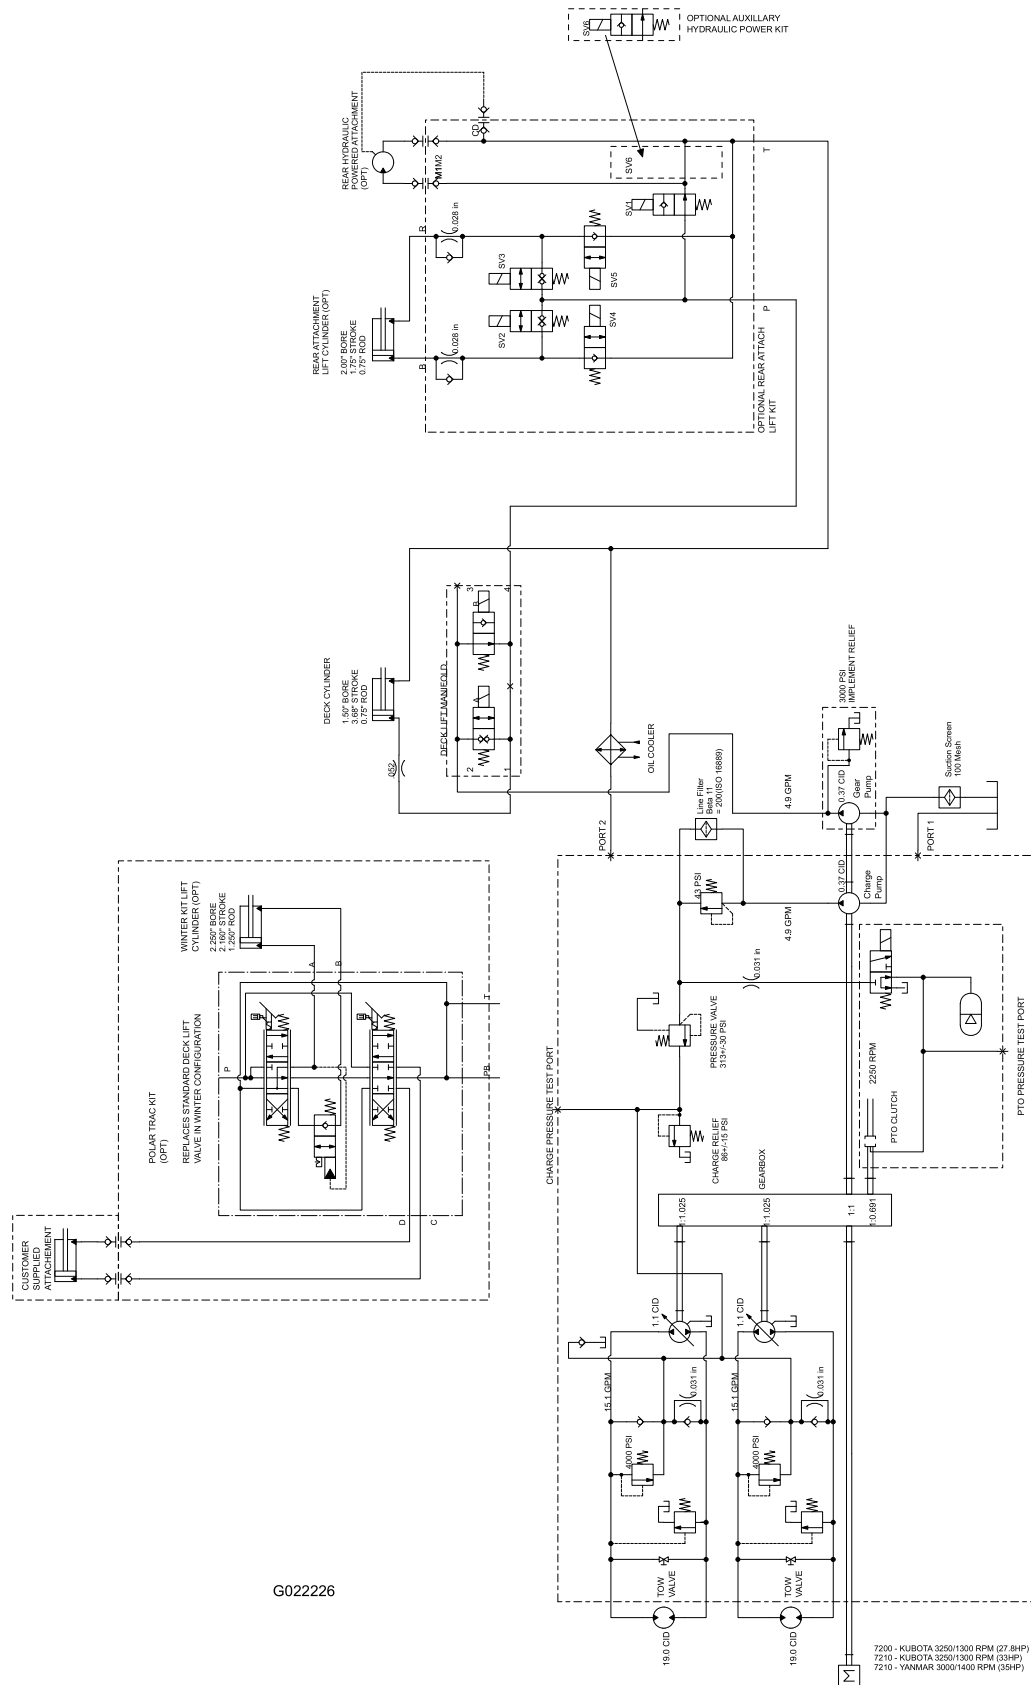 SV6
OPTIONAL AUXILLARY
HYDRAULIC POWER KIT
REAR HYDRAULIC
POWERED ATTACHMENT
(OPT)
CD
M1M2
SV6
SV1
T
R
0.028 in
SV3
SV5
REAR ATTACHMENT
LIFT CYLINDER (OPT)
2.00" BORE
1.75" STROKE
0.75" ROD
B
0.028 in
SV2
SV4
P
OPTIONAL REAR ATTACH
LIFT KIT
DECK CYLINDER
1.50" BORE
3.68" STROKE
0.75" ROD
.052
DECK LIFT MANIFOLD
3
4
B
A
2
1
OIL COOLER
3000 PSI
IMPLEMENT RELIEF
0.37 CID
Gear
Pump
4.9 GPM
Suction Screen
100 Mesh
Line Filter
Beta 11
= 200(ISO 16889)
PORT 2
PORT 1
43 PSI
0.37 CID
Charge
Pump
4.9 GPM
0.031 in
WINTER KIT LIFT
CYLINDER (OPT)
2.250" BORE
2.160" STROKE
1.250" ROD
A
B
POLAR TRAC KIT
(OPT)
REPLACES STANDARD DECK LIFT
VALVE IN WINTER CONFIGURATION
P
T
PB
D
C
CUSTOMER
SUPPLIED
ATTACHEMENT
CHARGE PRESSURE TEST PORT
PRESSURE VALVE
313+/-30 PSI
CHARGE RELIEF
86+/-15 PSI
2250 RPM
PTO CLUTCH
PTO PRESSURE TEST PORT
GEARBOX
1:1.025
1:1.025
1:1
1:0.691
1.1 CID
1.1 CID
15.1 GPM
0.031 in
15.1 GPM
0.031 in
4000 PSI
4000 PSI
TOW
VALVE
TOW
VALVE
19.0 CID
19.0 CID
M
G022226
7200 - KUBOTA 3250/1300 RPM (27.8HP)
7210 - KUBOTA 3250/1300 RPM (33HP)
7210 - YANMAR 3000/1400 RPM (35HP)